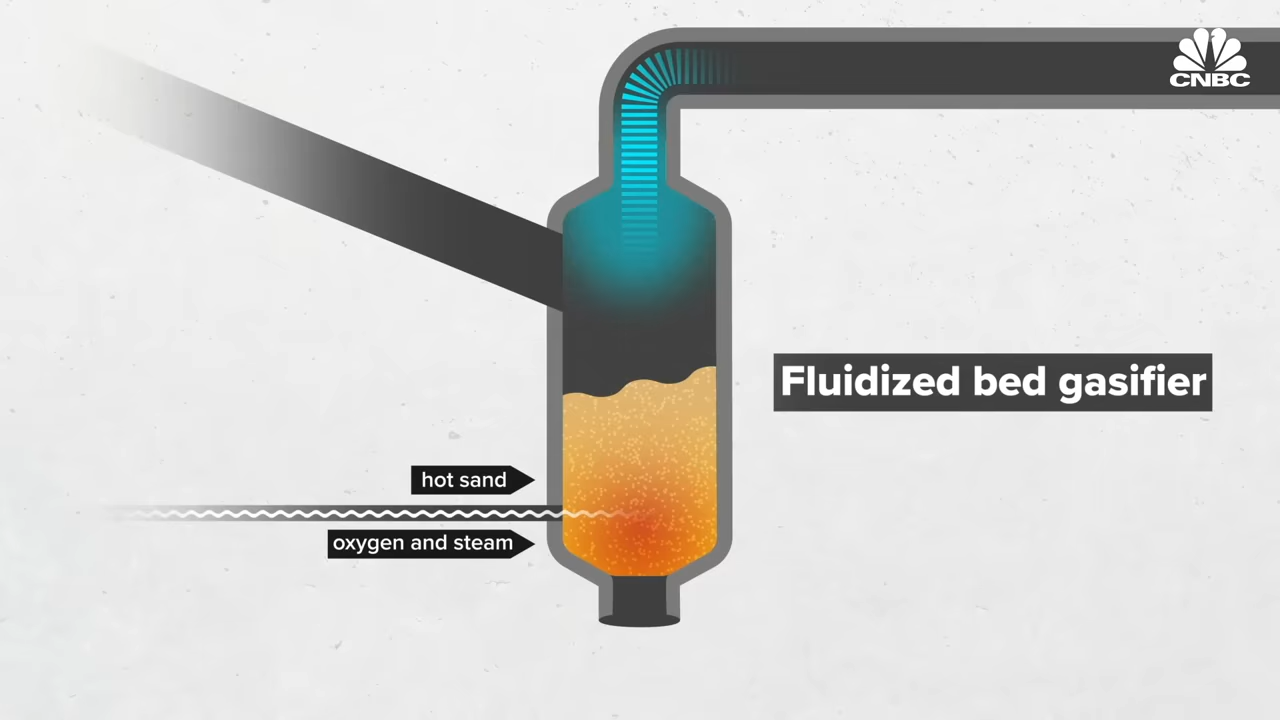 CNBC
Fluidized bed gasifier
hot sand
oxygen and steam